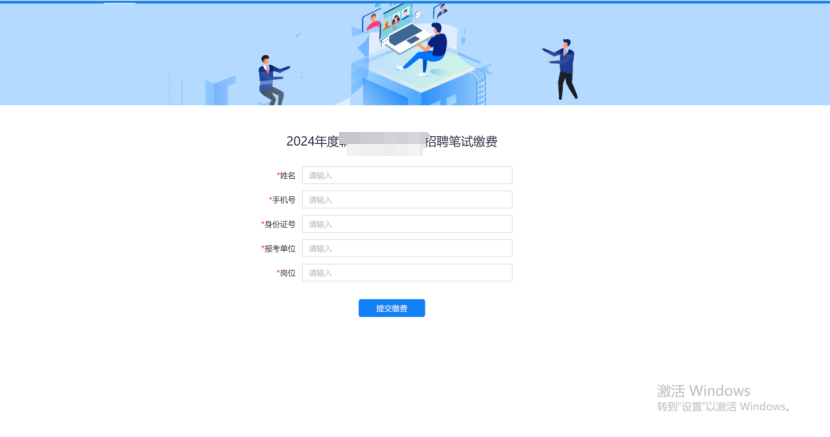 2024年度 招聘笔试缴费
*姓名 请输入
*手机号 请输入
*身份证号 请输入
*报考单位 请输入
*岗位 请输入
提交缴费
激活 Windows
转到"设置"以激活 Windows。